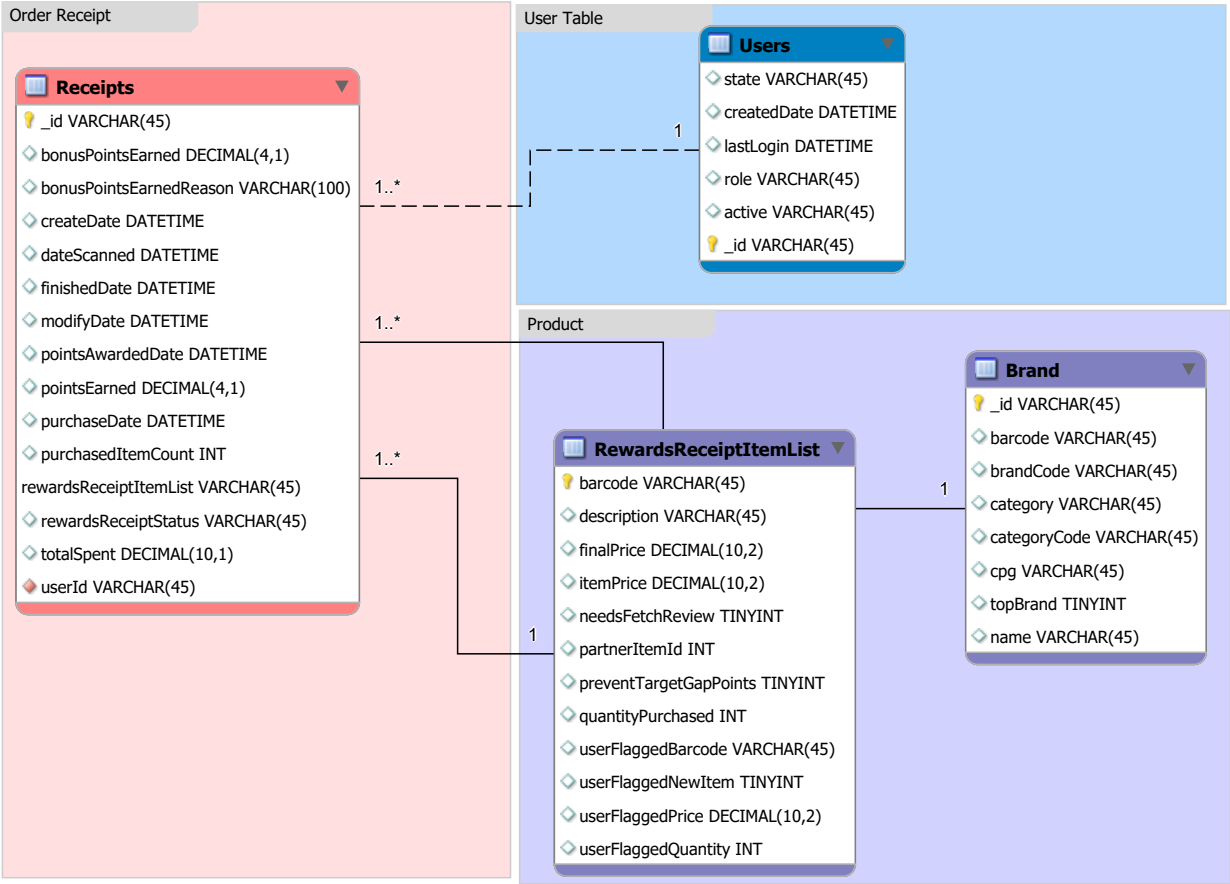 Order Receipt
Receipts
_id VARCHAR(45)
bonusPointsEarned DECIMAL(4,1)
bonusPointsEarnedReason VARCHAR(100)
createDate DATETIME
dateScanned DATETIME
finishedDate DATETIME
modifyDate DATETIME
pointsAwardedDate DATETIME
pointsEarned DECIMAL(4,1)
purchaseDate DATETIME
purchasedItemCount INT
rewardsReceiptItemList VARCHAR(45)
rewardsReceiptStatus VARCHAR(45)
totalSpent DECIMAL(10,1)
userId VARCHAR(45)
1..*
1
1..*
1..*
1
User Table
Users
state VARCHAR(45)
createdDate DATETIME
lastLogin DATETIME
role VARCHAR(45)
active VARCHAR(45)
_id VARCHAR(45)
Product
RewardsReceiptItemList
barcode VARCHAR(45)
description VARCHAR(45)
finalPrice DECIMAL(10,2)
itemPrice DECIMAL(10,2)
needsFetchReview TINYINT
partnerItemId INT
preventTargetGapPoints TINYINT
quantityPurchased INT
userFlaggedBarcode VARCHAR(45)
userFlaggedNewItem TINYINT
userFlaggedPrice DECIMAL(10,2)
userFlaggedQuantity INT
1
Brand
_id VARCHAR(45)
barcode VARCHAR(45)
brandCode VARCHAR(45)
category VARCHAR(45)
categoryCode VARCHAR(45)
cpg VARCHAR(45)
topBrand TINYINT
name VARCHAR(45)